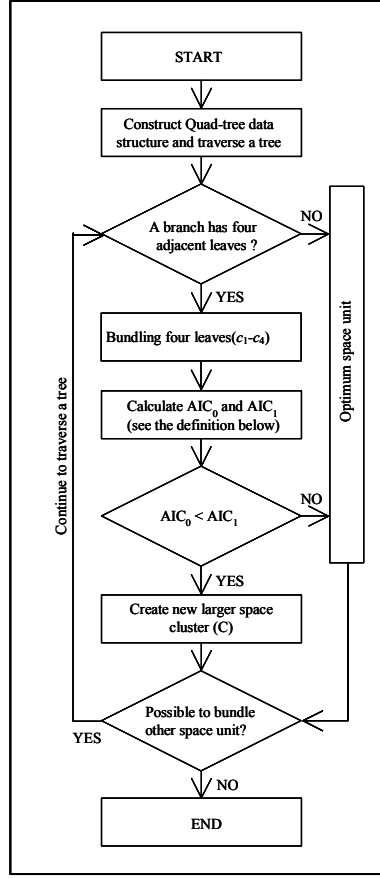 START
Construct Quad-tree data
structure and traverse a tree
A branch has four
adjacent leaves ?
NO
YES
Bundling four leaves(c₁-c₄)
Calculate AIC₀ and AIC₁
(see the definition below)
AIC₀ < AIC₁
NO
YES
Create new larger space
cluster (C)
Possible to bundle
other space unit?
YES
NO
END
Continue to traverse a tree
Optimum space unit